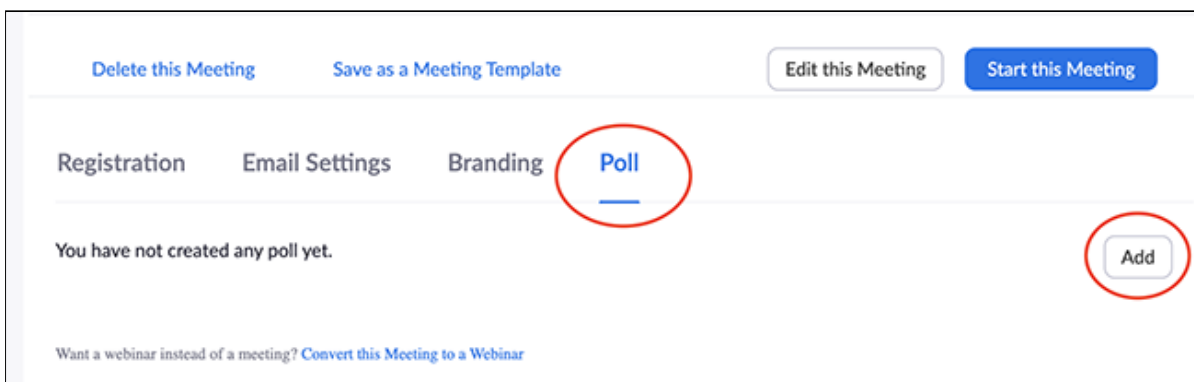 Delete this Meeting Save as a Meeting Template Edit this Meeting Start this Meeting
Registration Email Settings Branding Poll
You have not created any poll yet. Add
Want a webinar instead of a meeting? Convert this Meeting to a Webinar